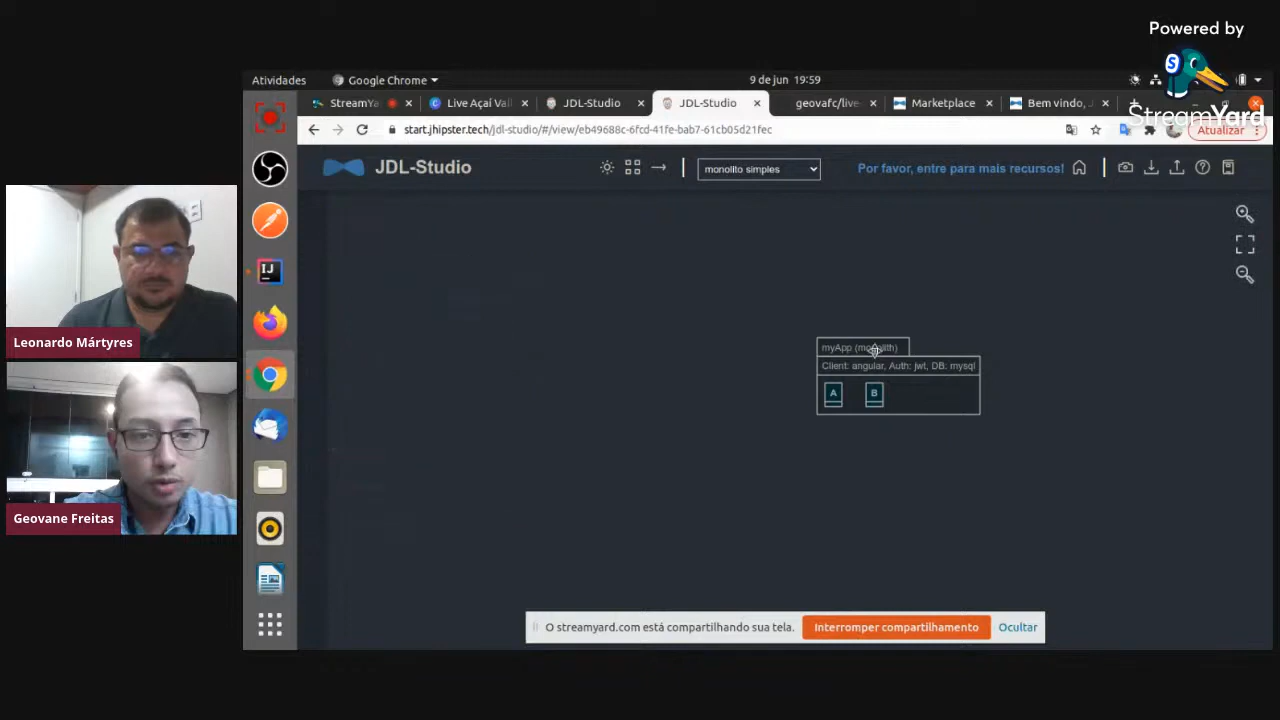 Powered by
StreamYard
Atividades
Google Chrome
9 de jun 19:59
StreamYa
Live Açaí Val
JDL-Studio
JDL-Studio
geovafc/live
Marketplace
Bem vindo, J
start.jhipster.tech/jdl-studio/#/view/eb49688c-6fcd-41fe-bab7-61cb05d21fec
Atualizar
JDL-Studio
monolito simples
Por favor, entre para mais recursos!
IJ
myApp (monolith)
Client: angular, Auth: jwt, DB: mysql
A
B
Leonardo Mártyres
Geovane Freitas
O streamyard.com está compartilhando sua tela.
Interromper compartilhamento
Ocultar